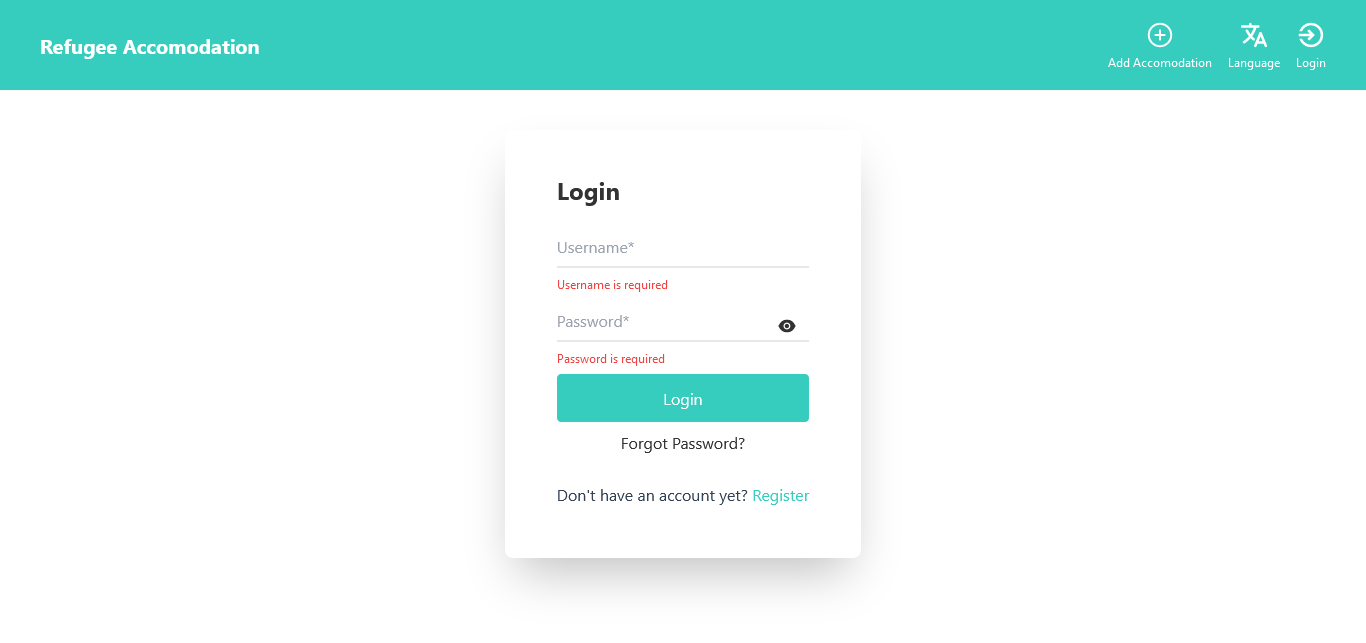 Refugee Accomodation
Add Accomodation
Language
Login
Login
Username*
Username is required
Password*
Password is required
Login
Forgot Password?
Don't have an account yet? Register